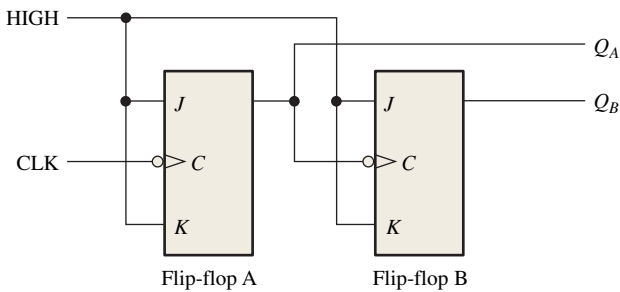 HIGH
Q_A
J
J
Q_B
CLK
C
C
K
K
Flip-flop A
Flip-flop B